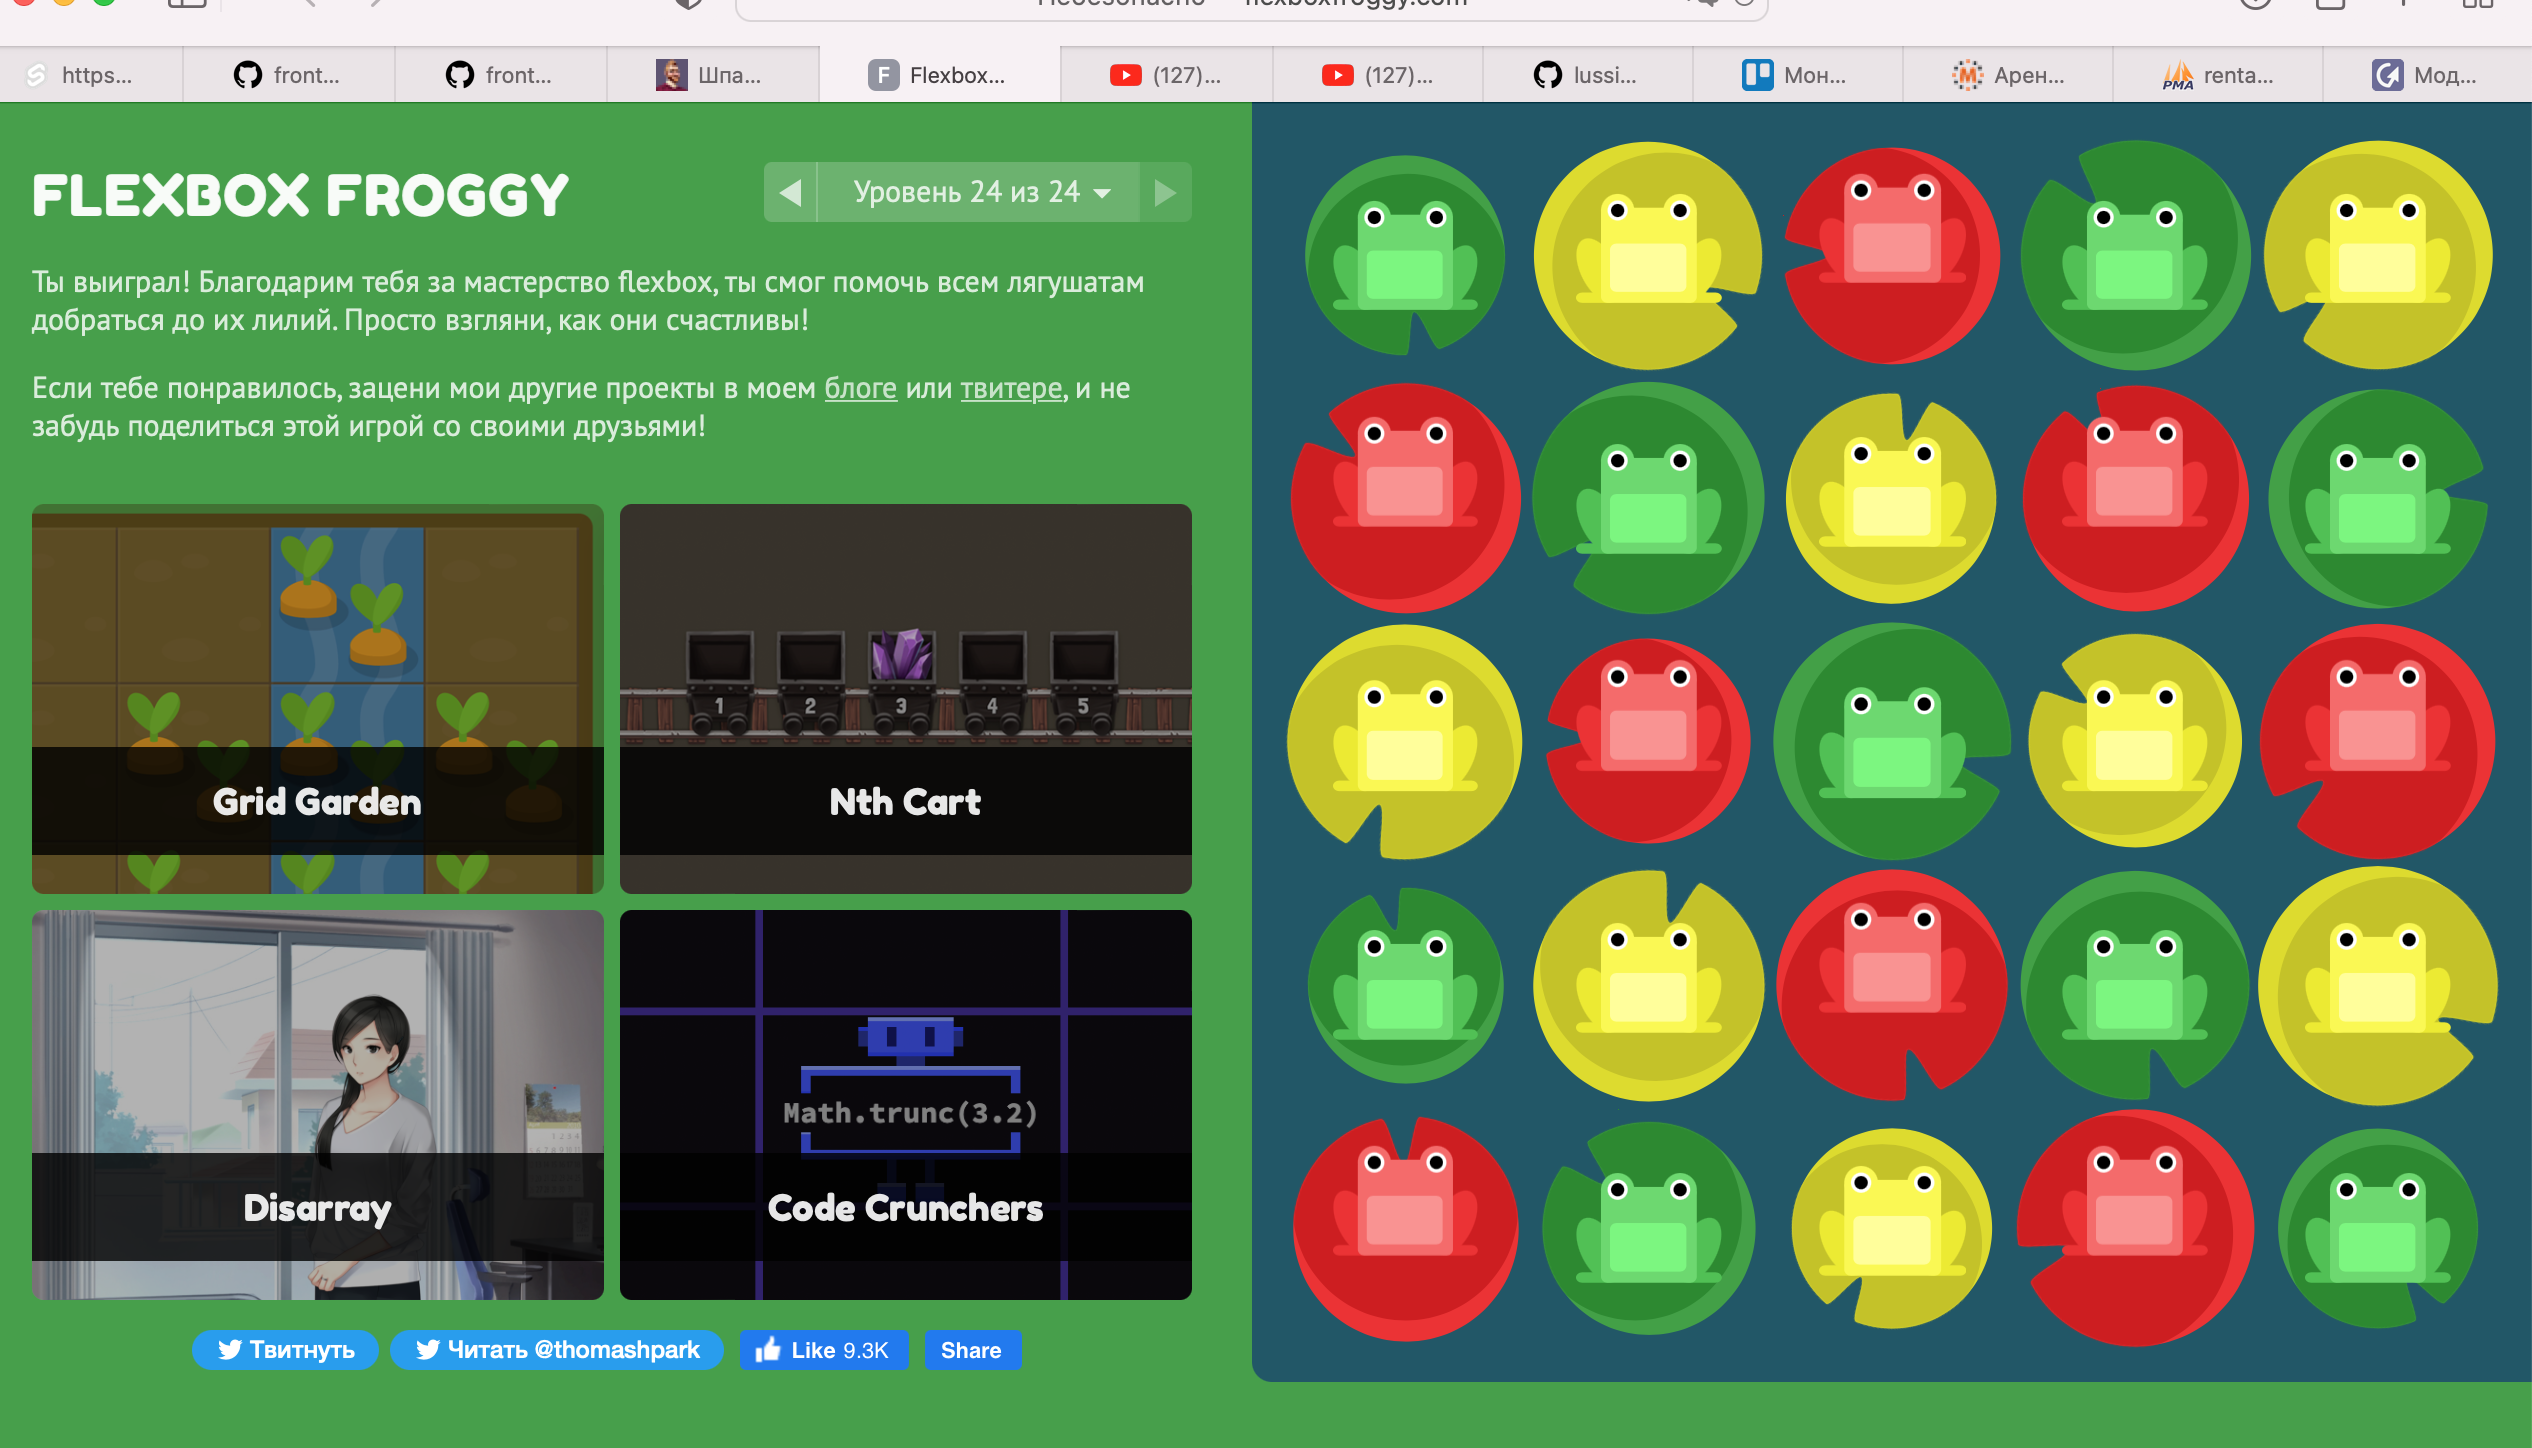 flexboxfroggy.com
https...
front...
front...
Шпа...
F Flexbox...
(127)...
(127)...
lussi...
Мон...
М Арен...
PMA renta...
G Мод...
FLEXBOX FROGGY
Уровень 24 из 24
Ты выиграл! Благодарим тебя за мастерство flexbox, ты смог помочь всем лягушатам
добраться до их лилий. Просто взгляни, как они счастливы!
Если тебе понравилось, зацени мои другие проекты в моем блоге или твитере, и не
забудь поделиться этой игрой со своими друзьями!
1 2 3 4 5
Grid Garden
Nth Cart
Math.trunc(3.2)
Disarray
Code Crunchers
Твитнуть
Читать @thomashpark
Like 9.3K
Share